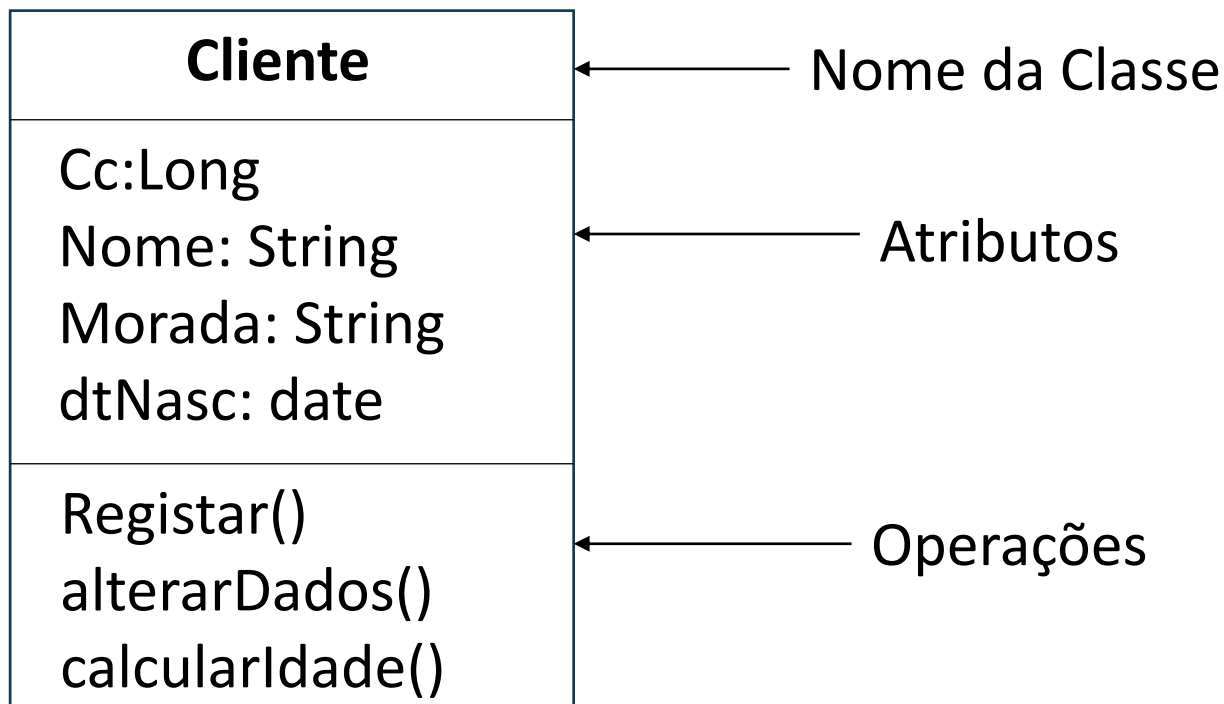 Cliente
Nome da Classe
Cc:Long
Nome: String
Morada: String
dtNasc: date
Atributos
Registar()
alterarDados()
calcularIdade()
Operações